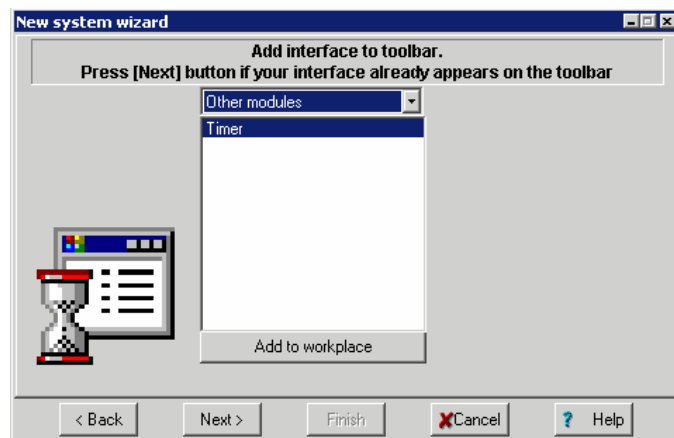 New system wizard
Add interface to toolbar.
Press [Next] button if your interface already appears on the toolbar
Other modules
Timer
Add to workplace
< Back
Next >
Finish
Cancel
? Help